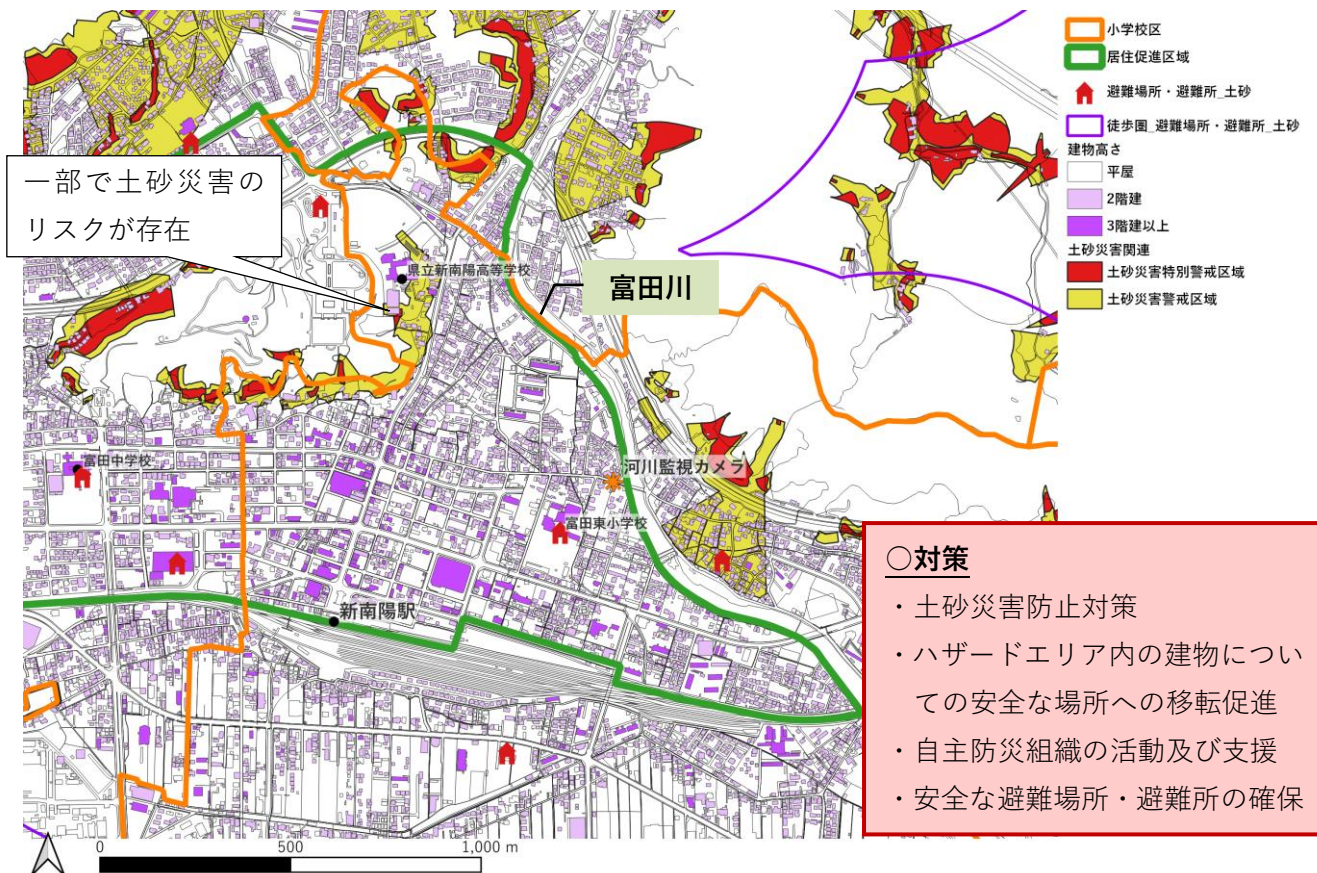 小学校区
居住促進区域
避難場所・避難所_土砂
徒歩圏_避難場所・避難所_土砂
建物高さ
平屋
2階建
3階建以上
土砂災害関連
土砂災害特別警戒区域
土砂災害警戒区域
一部で土砂災害の
リスクが存在
県立新南陽高等学校
富田川
富田中学校
河川監視カメラ
富田東小学校
新南陽駅
○対策
・土砂災害防止対策
・ハザードエリア内の建物につい
ての安全な場所への移転促進
・自主防災組織の活動及び支援
・安全な避難場所・避難所の確保
0 500 1,000 m